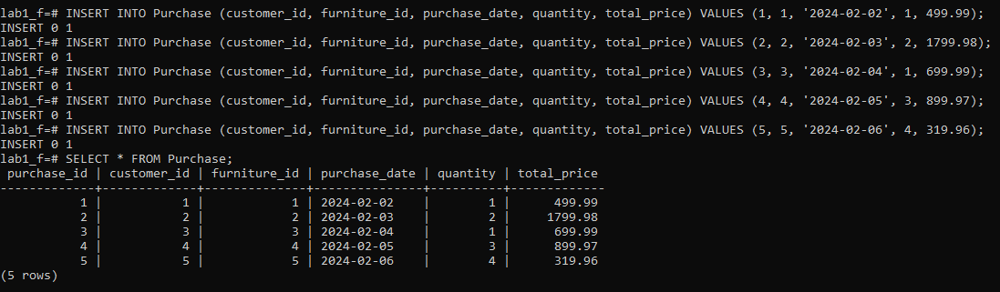 lab1_f=# INSERT INTO Purchase (customer_id, furniture_id, purchase_date, quantity, total_price) VALUES (1, 1, '2024-02-02', 1, 499.99);
INSERT 0 1
lab1_f=# INSERT INTO Purchase (customer_id, furniture_id, purchase_date, quantity, total_price) VALUES (2, 2, '2024-02-03', 2, 1799.98);
INSERT 0 1
lab1_f=# INSERT INTO Purchase (customer_id, furniture_id, purchase_date, quantity, total_price) VALUES (3, 3, '2024-02-04', 1, 699.99);
INSERT 0 1
lab1_f=# INSERT INTO Purchase (customer_id, furniture_id, purchase_date, quantity, total_price) VALUES (4, 4, '2024-02-05', 3, 899.97);
INSERT 0 1
lab1_f=# INSERT INTO Purchase (customer_id, furniture_id, purchase_date, quantity, total_price) VALUES (5, 5, '2024-02-06', 4, 319.96);
INSERT 0 1
lab1_f=# SELECT * FROM Purchase;
 purchase_id | customer_id | furniture_id | purchase_date | quantity | total_price
-------------+-------------+--------------+---------------+----------+-------------
           1 |           1 |            1 | 2024-02-02    |        1 |      499.99
           2 |           2 |            2 | 2024-02-03    |        2 |     1799.98
           3 |           3 |            3 | 2024-02-04    |        1 |      699.99
           4 |           4 |            4 | 2024-02-05    |        3 |      899.97
           5 |           5 |            5 | 2024-02-06    |        4 |      319.96
(5 rows)